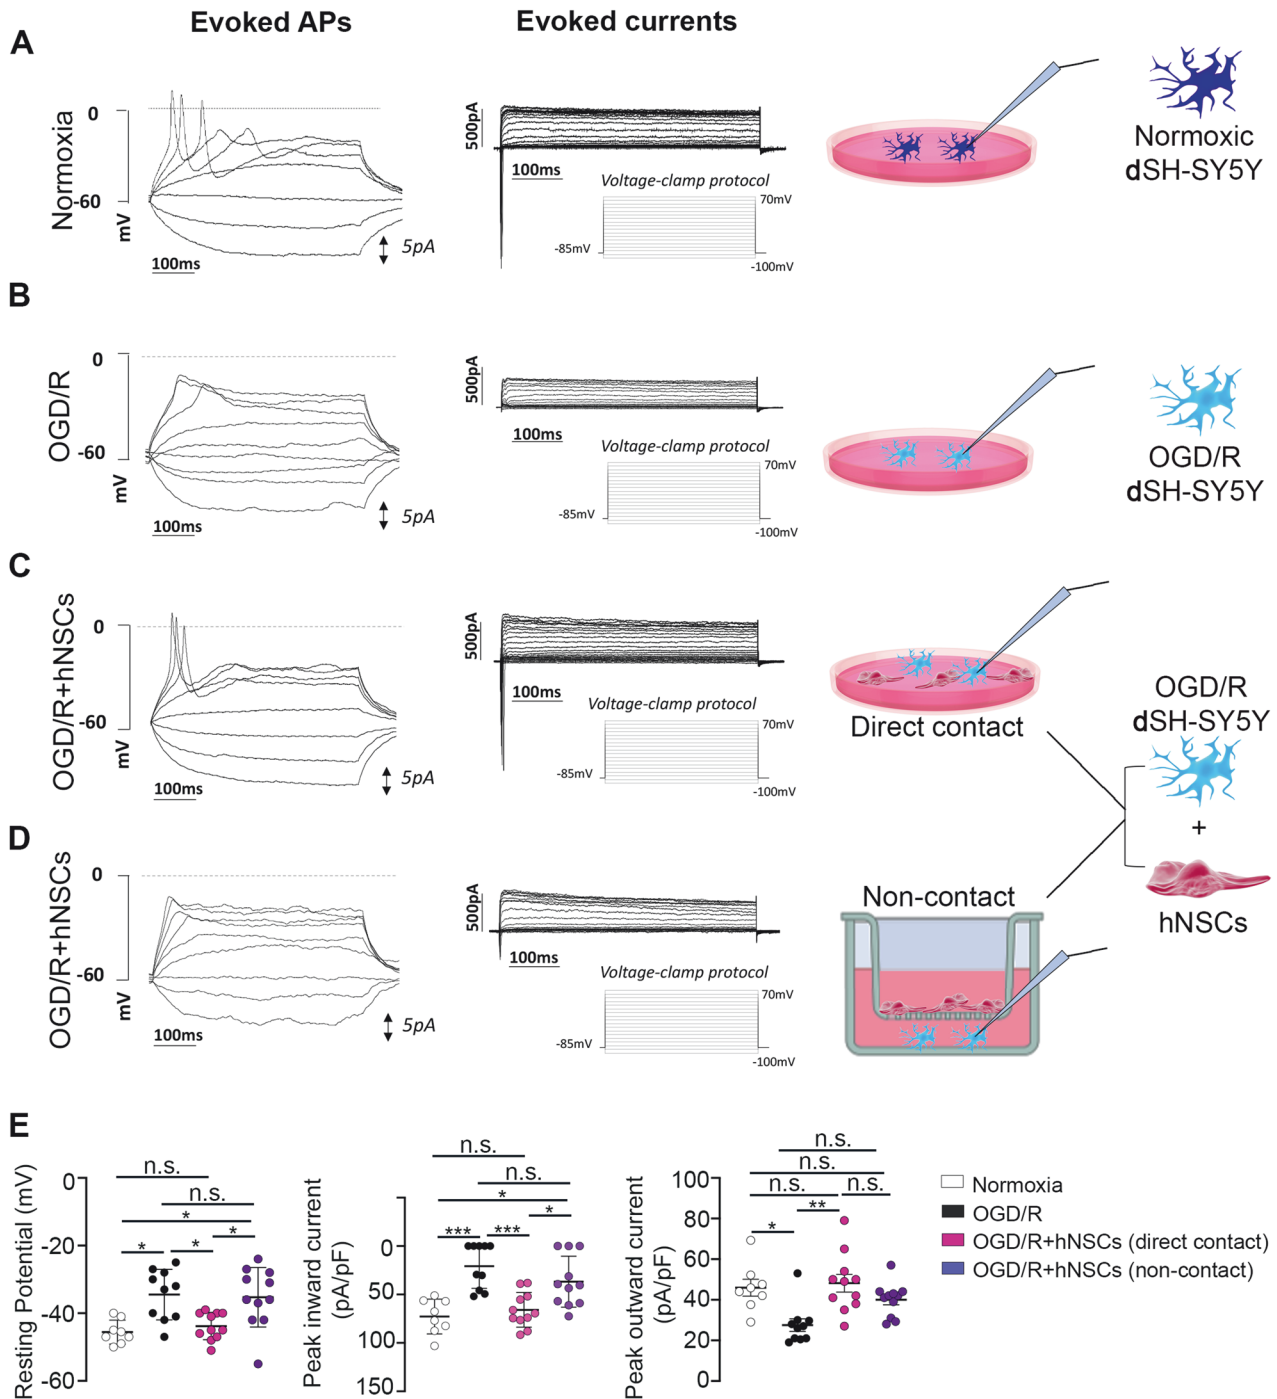 Evoked APs
Evoked currents
A
Normoxia
0
-60
mV
100ms
5pA
500pA
100ms
Voltage-clamp protocol
70mV
-85mV
-100mV
Normoxic
dSH-SY5Y
B
OGD/R
0
-60
mV
100ms
5pA
500pA
100ms
Voltage-clamp protocol
70mV
-85mV
-100mV
OGD/R
dSH-SY5Y
C
OGD/R+hNSCs
0
-60
mV
100ms
5pA
500pA
100ms
Voltage-clamp protocol
70mV
-85mV
-100mV
Direct contact
OGD/R
dSH-SY5Y
+
hNSCs
D
OGD/R+hNSCs
0
-60
mV
100ms
5pA
500pA
100ms
Voltage-clamp protocol
70mV
-85mV
-100mV
Non-contact
E
Resting Potential (mV)
0
-20
-40
-60
n.s.
n.s.
*
*
*
*
Peak inward current
(pA/pF)
0
50
100
150
n.s.
n.s.
*
*
***
***
Peak outward current
(pA/pF)
100
80
60
40
20
0
n.s.
n.s.
n.s.
n.s.
**
*
Normoxia
OGD/R
OGD/R+hNSCs (direct contact)
OGD/R+hNSCs (non-contact)